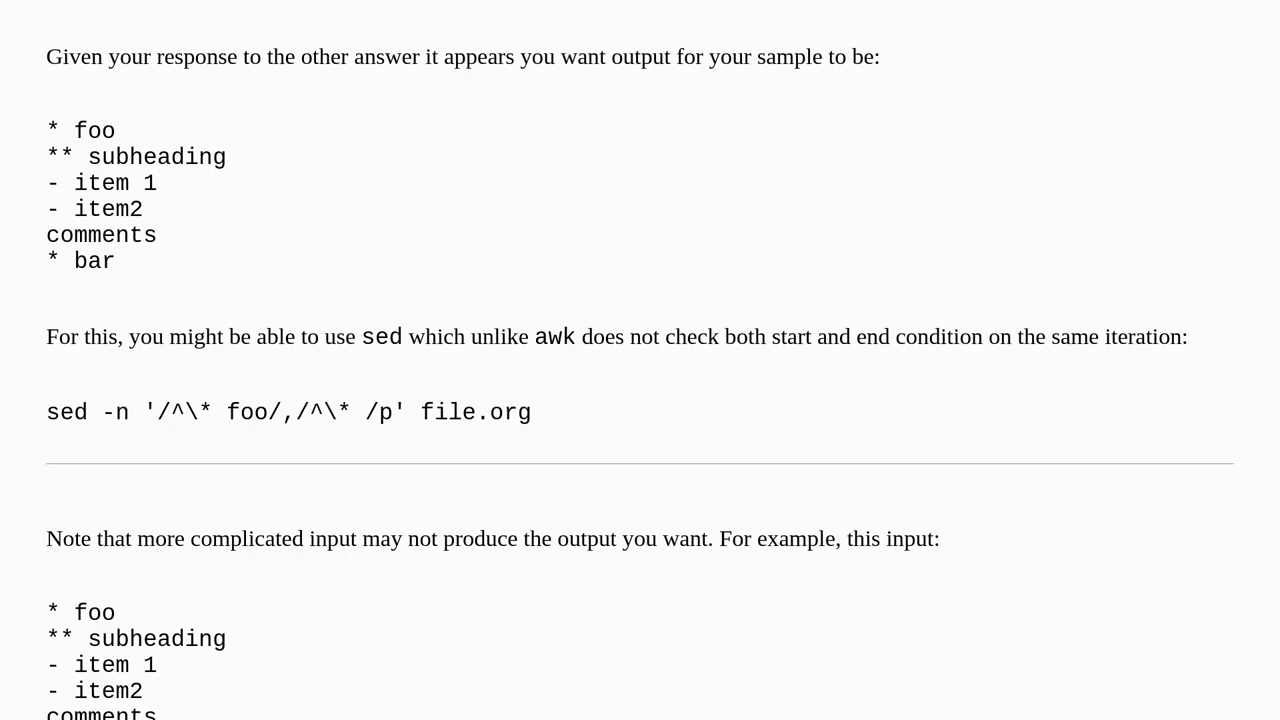 Given your response to the other answer it appears you want output for your sample to be:
* foo
** subheading
- item 1
- item2
comments
* bar
For this, you might be able to use sed which unlike awk does not check both start and end condition on the same iteration:
sed -n '/^\* foo/,/^\* /p' file.org
Note that more complicated input may not produce the output you want. For example, this input:
* foo
** subheading
- item 1
- item2
comments